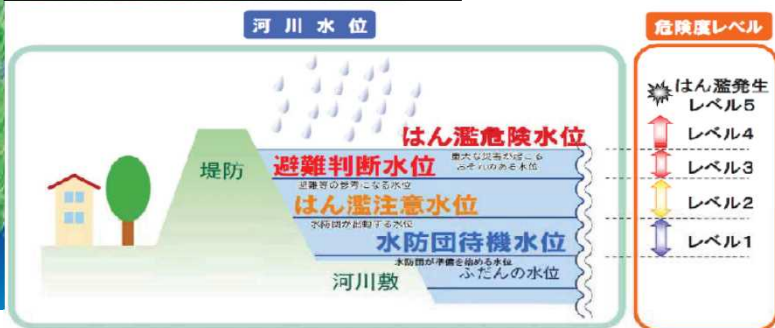 河川水位
危険度レベル
はん濫発生
レベル5
はん濫危険水位
レベル4
重大な災害が起こる
おそれのある水位
避難判断水位
堤防
レベル3
避難等の参考になる水位
はん濫注意水位
レベル2
水防団が出動する水位
水防団待機水位
レベル1
水防団が準備を始める水位
ふだんの水位
河川敷